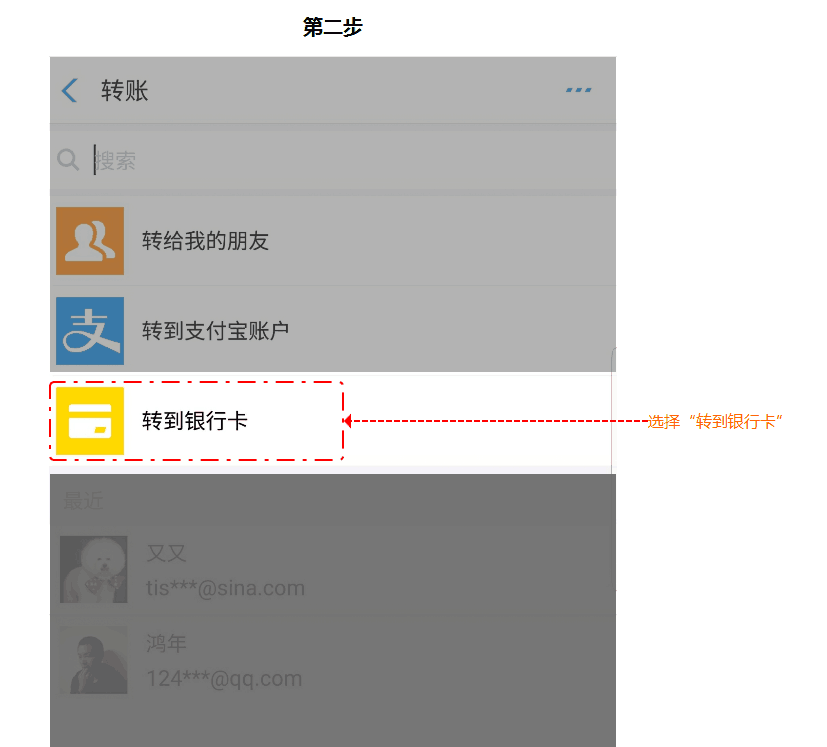 第二步
转账
搜索
转给我的朋友
转到支付宝账户
转到银行卡
选择“转到银行卡”
最近
又又
tis***@sina.com
鸿年
124***@qq.com